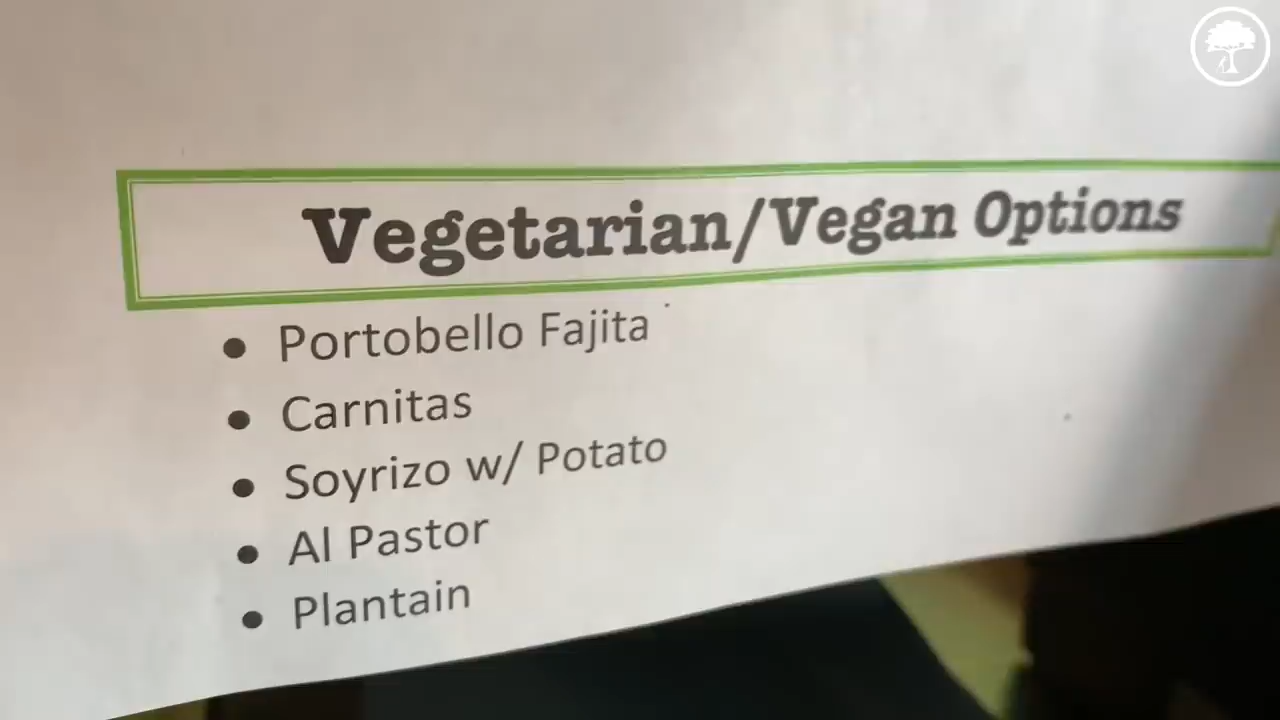 Vegetarian/Vegan Options
• Portobello Fajita
• Carnitas
• Soyrizo w/ Potato
• Al Pastor
• Plantain